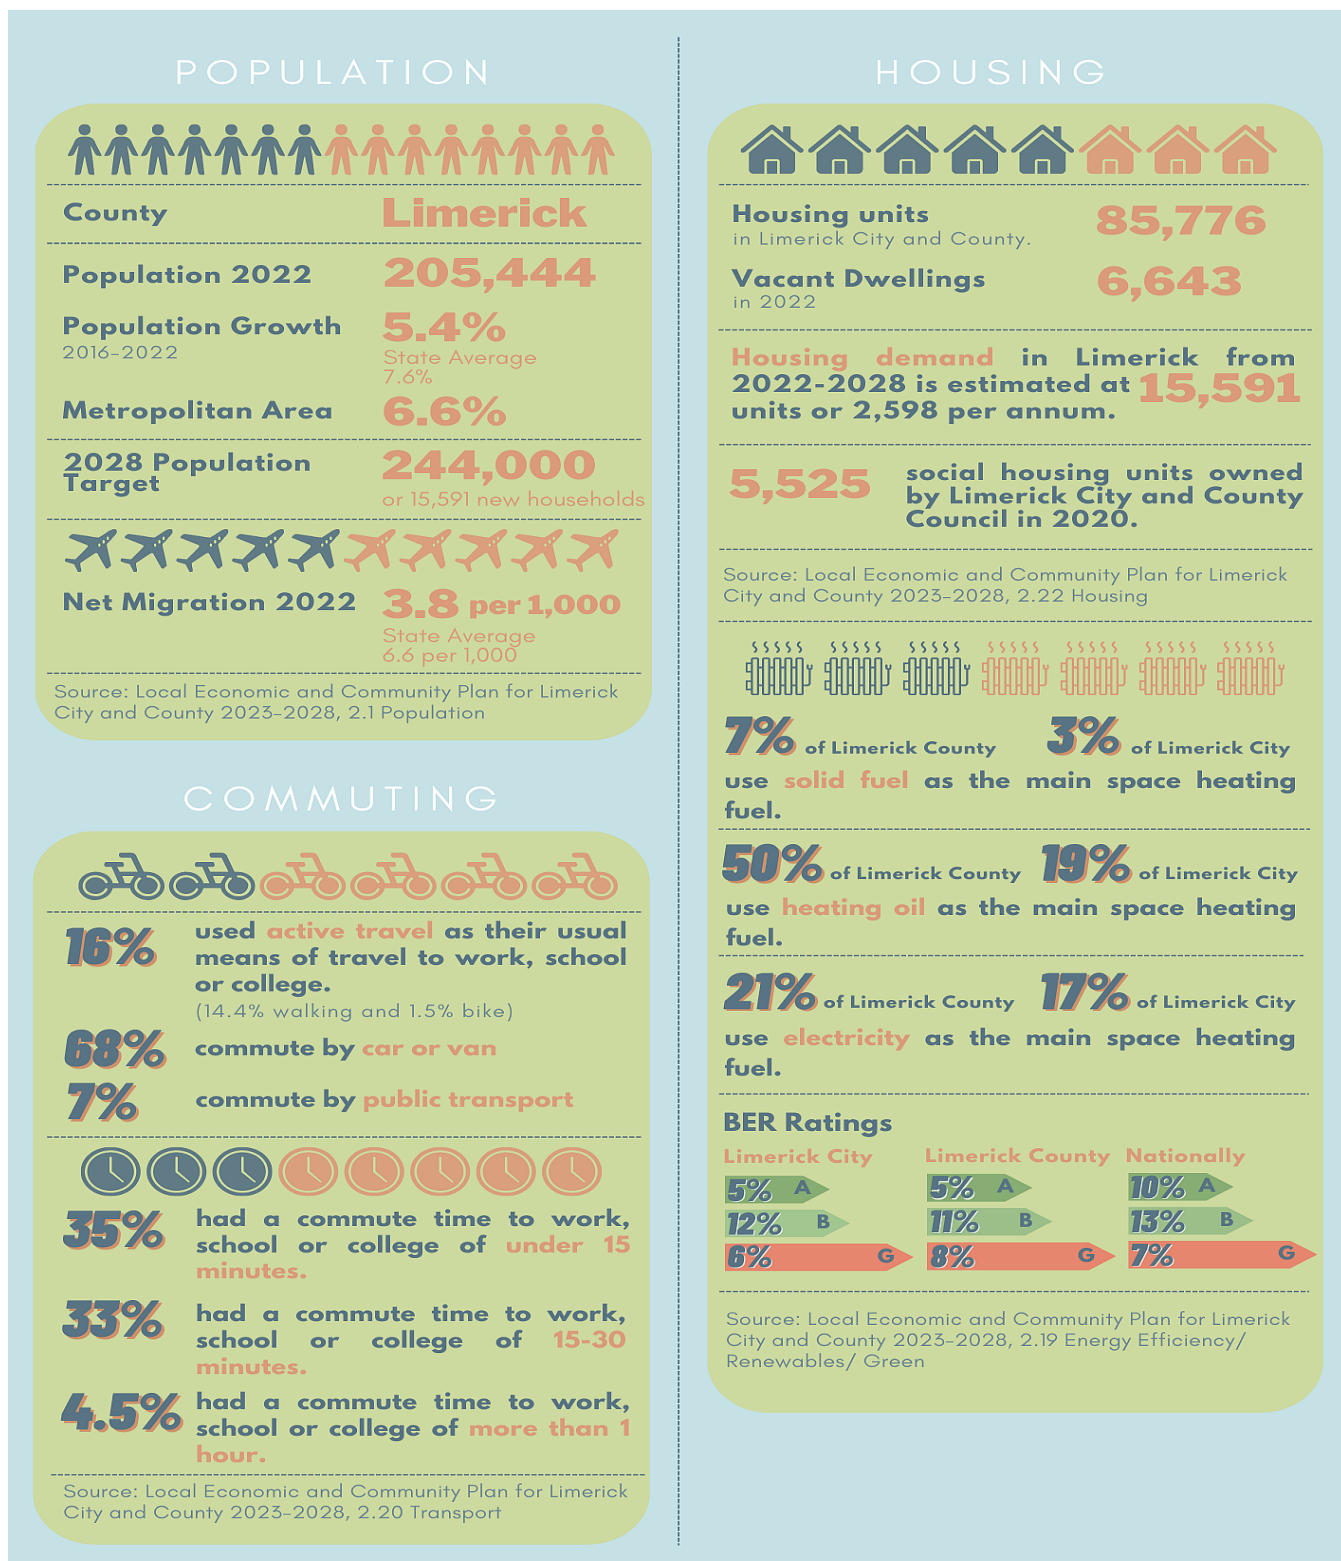 POPULATION
County Limerick
Population 2022 205,444
Population Growth 5.4%
2016-2022
State Average
7.6%
Metropolitan Area 6.6%
2028 Population
Target
244,000
or 15,591 new households
Net Migration 2022 3.8 per 1,000
State Average
6.6 per 1,000
Source: Local Economic and Community Plan for Limerick
City and County 2023-2028, 2.1 Population
COMMUTING
16%
used active travel as their usual
means of travel to work, school
or college.
(14.4% walking and 1.5% bike)
68% commute by car or van
7% commute by public transport
35%
had a commute time to work,
school or college of under 15
minutes.
33%
had a commute time to work,
school or college of 15-30
minutes.
4.5%
had a commute time to work,
school or college of more than 1
hour.
Source: Local Economic and Community Plan for Limerick
City and County 2023-2028, 2.20 Transport
HOUSING
Housing units 85,776
in Limerick City and County.
Vacant Dwellings 6,643
in 2022
Housing demand in Limerick from
2022-2028 is estimated at 15,591
units or 2,598 per annum.
5,525
social housing units owned
by Limerick City and County
Council in 2020.
Source: Local Economic and Community Plan for Limerick
City and County 2023-2028, 2.22 Housing
7% of Limerick County 3% of Limerick City
use solid fuel as the main space heating
fuel.
50% of Limerick County 19% of Limerick City
use heating oil as the main space heating
fuel.
21% of Limerick County 17% of Limerick City
use electricity as the main space heating
fuel.
BER Ratings
Limerick City Limerick County Nationally
5% A 5% A 10% A
12% B 11% B 13% B
6% G 8% G 7% G
Source: Local Economic and Community Plan for Limerick
City and County 2023-2028, 2.19 Energy Efficiency/
Renewables/ Green